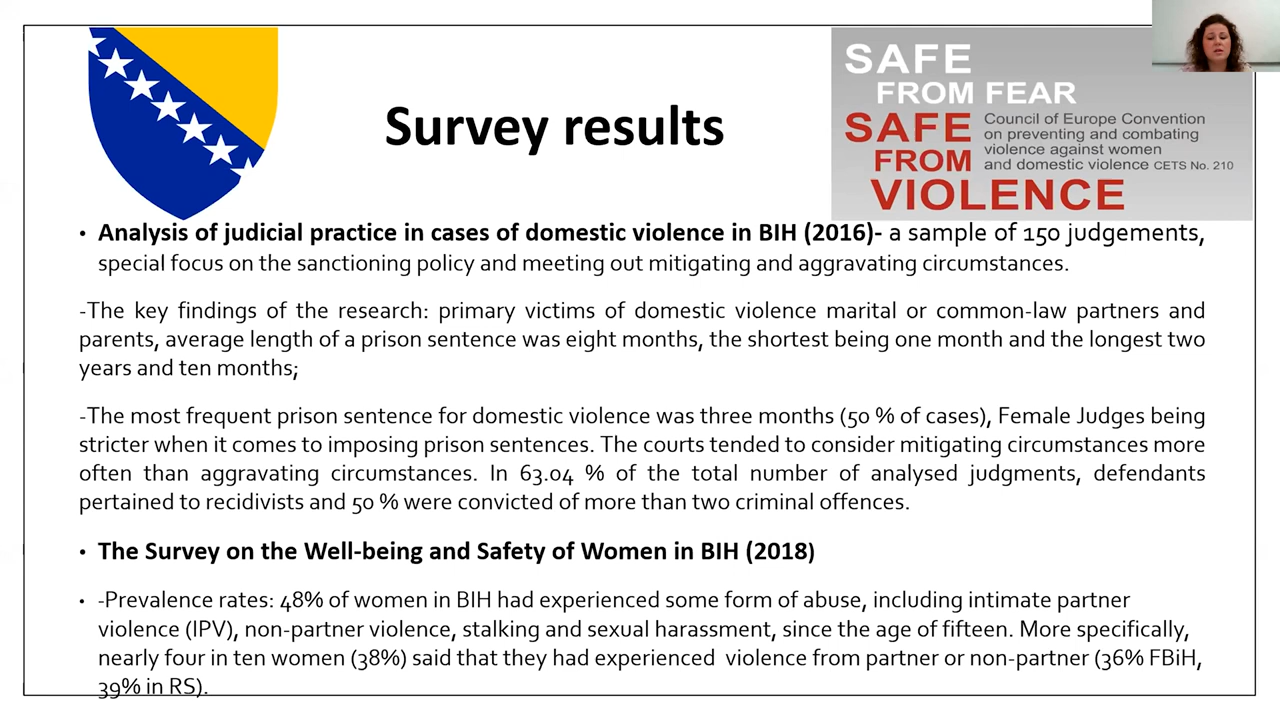 Survey results
SAFE
FROM FEAR
SAFE
FROM
VIOLENCE
Council of Europe Convention
on preventing and combating
violence against women
and domestic violence CETS No. 210
• Analysis of judicial practice in cases of domestic violence in BIH (2016)- a sample of 150 judgements,
special focus on the sanctioning policy and meeting out mitigating and aggravating circumstances.
-The key findings of the research: primary victims of domestic violence marital or common-law partners and
parents, average length of a prison sentence was eight months, the shortest being one month and the longest two
years and ten months;
-The most frequent prison sentence for domestic violence was three months (50 % of cases), Female Judges being
stricter when it comes to imposing prison sentences. The courts tended to consider mitigating circumstances more
often than aggravating circumstances. In 63.04 % of the total number of analysed judgments, defendants
pertained to recidivists and 50 % were convicted of more than two criminal offences.
• The Survey on the Well-being and Safety of Women in BIH (2018)
• -Prevalence rates: 48% of women in BIH had experienced some form of abuse, including intimate partner
violence (IPV), non-partner violence, stalking and sexual harassment, since the age of fifteen. More specifically,
nearly four in ten women (38%) said that they had experienced violence from partner or non-partner (36% FBiH,
39% in RS).